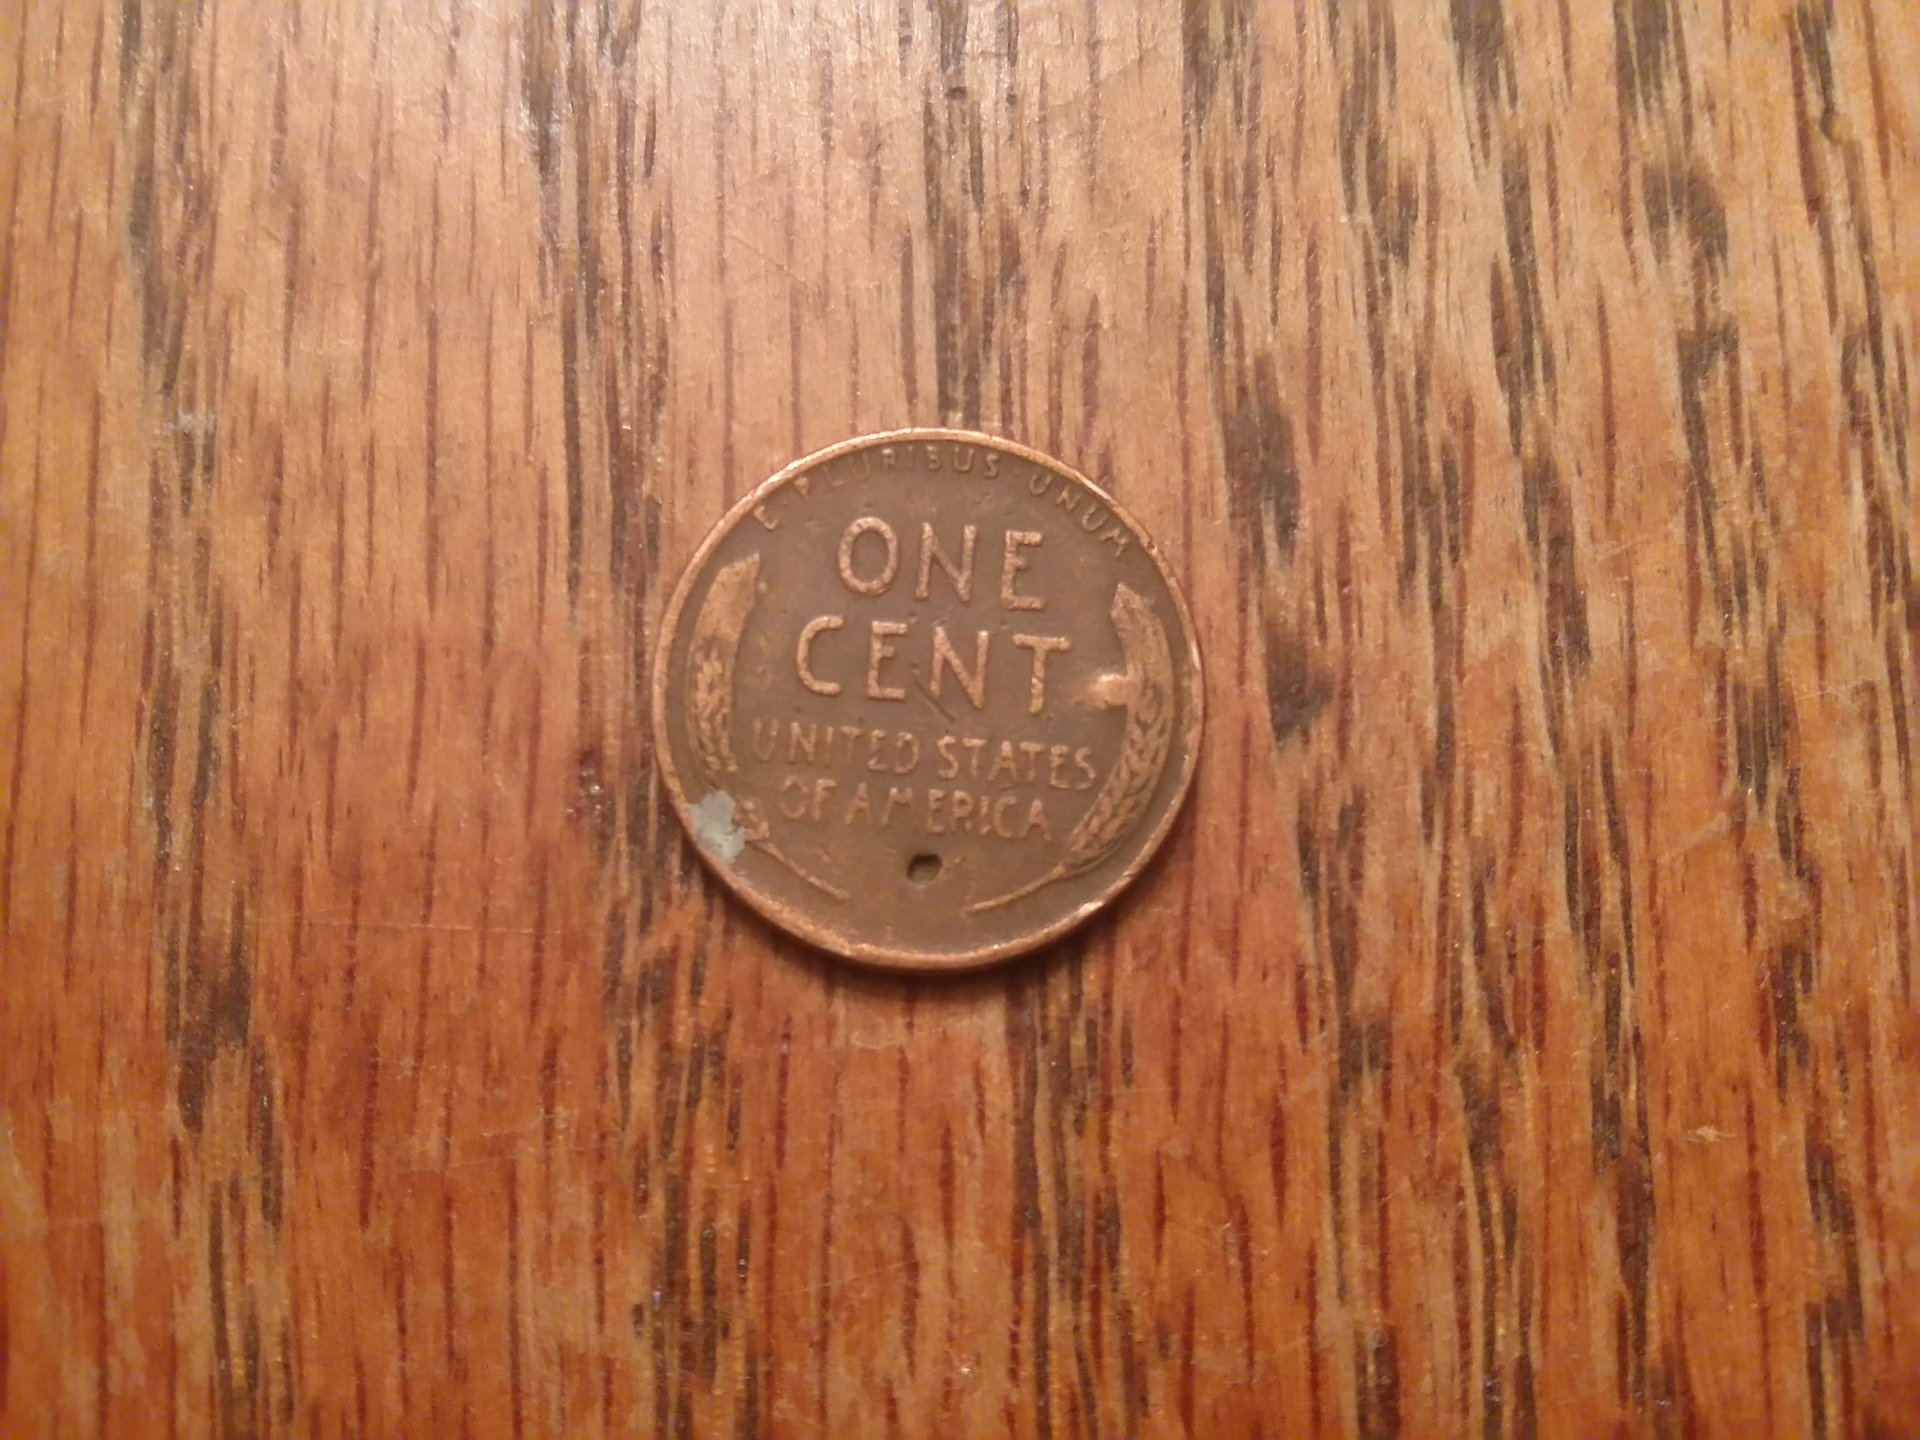 E PLURIBUS UNUM
ONE
CENT
UNITED STATES
OF AMERICA